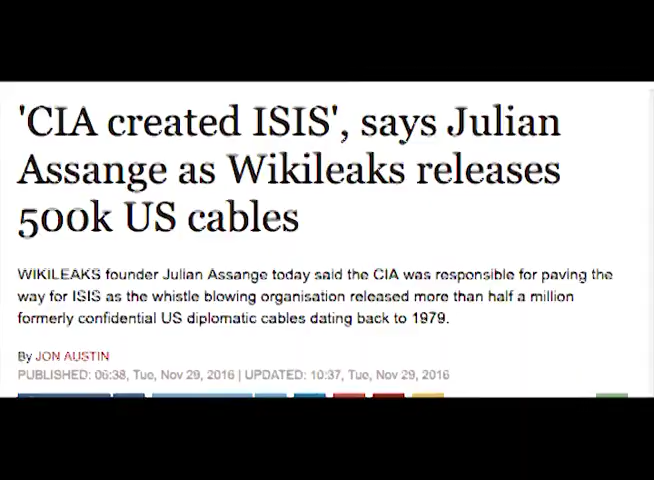 'CIA created ISIS', says Julian
Assange as Wikileaks releases
500k US cables
WIKILEAKS founder Julian Assange today said the CIA was responsible for paving the
way for ISIS as the whistle blowing organisation released more than half a million
formerly confidential US diplomatic cables dating back to 1979.
By JON AUSTIN
PUBLISHED: 06:38, Tue, Nov 29, 2016 | UPDATED: 10:37, Tue, Nov 29, 2016